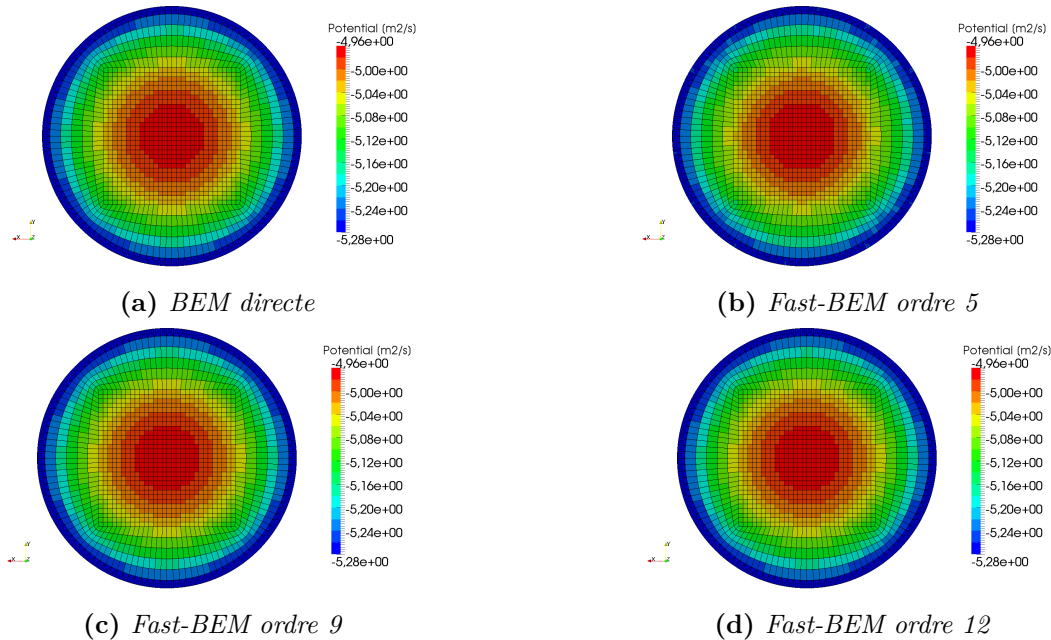 Potential [m2/s]
-4,96e+00
-5,00e+00
-5,04e+00
-5,08e+00
-5,12e+00
-5,16e+00
-5,20e+00
-5,24e+00
-5,28e+00
X
Y
Z
(a) BEM directe
Potential [m2/s]
-4,96e+00
-5,00e+00
-5,04e+00
-5,08e+00
-5,12e+00
-5,16e+00
-5,20e+00
-5,24e+00
-5,28e+00
X
Y
Z
(b) Fast-BEM ordre 5
Potential [m2/s]
-4,96e+00
-5,00e+00
-5,04e+00
-5,08e+00
-5,12e+00
-5,16e+00
-5,20e+00
-5,24e+00
-5,28e+00
X
Y
Z
(c) Fast-BEM ordre 9
Potential [m2/s]
-4,96e+00
-5,00e+00
-5,04e+00
-5,08e+00
-5,12e+00
-5,16e+00
-5,20e+00
-5,24e+00
-5,28e+00
X
Y
Z
(d) Fast-BEM ordre 12